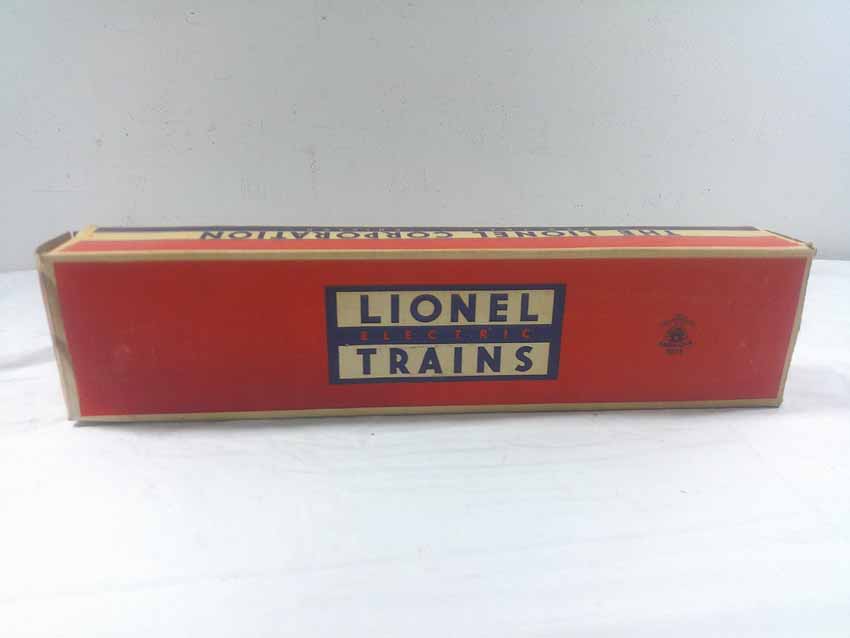 THE LIONEL CORPORATION
LIONEL
ELECTRIC
TRAINS